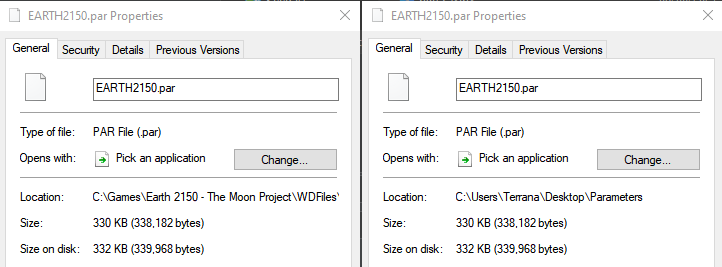 EARTH2150.par Properties
General Security Details Previous Versions
EARTH2150.par
Type of file: PAR File (.par)
Opens with: Pick an application Change...
Location: C:\Games\Earth 2150 - The Moon Project\WDFiles\
Size: 330 KB (338,182 bytes)
Size on disk: 332 KB (339,968 bytes)
EARTH2150.par Properties
General Security Details Previous Versions
EARTH2150.par
Type of file: PAR File (.par)
Opens with: Pick an application Change...
Location: C:\Users\Terrana\Desktop\Parameters
Size: 330 KB (338,182 bytes)
Size on disk: 332 KB (339,968 bytes)